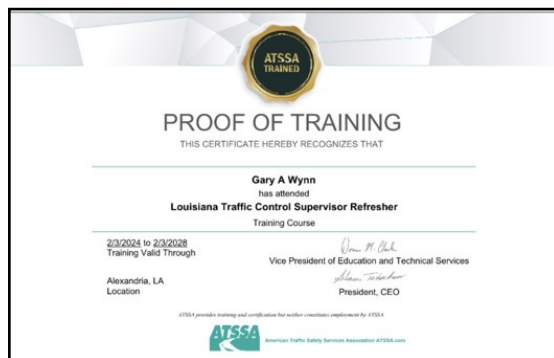 ATSSA
TRAINED
PROOF OF TRAINING
THIS CERTIFICATE HEREBY RECOGNIZES THAT
Gary A Wynn
has attended
Louisiana Traffic Control Supervisor Refresher
Training Course
2/3/2024 to 2/3/2028
Training Valid Through
Vice President of Education and Technical Services
Alexandria, LA
Location
President, CEO
ATSSA provides training and certification but neither constitutes employment by ATSSA
ATSSA American Traffic Safety Services Association ATSSA.com